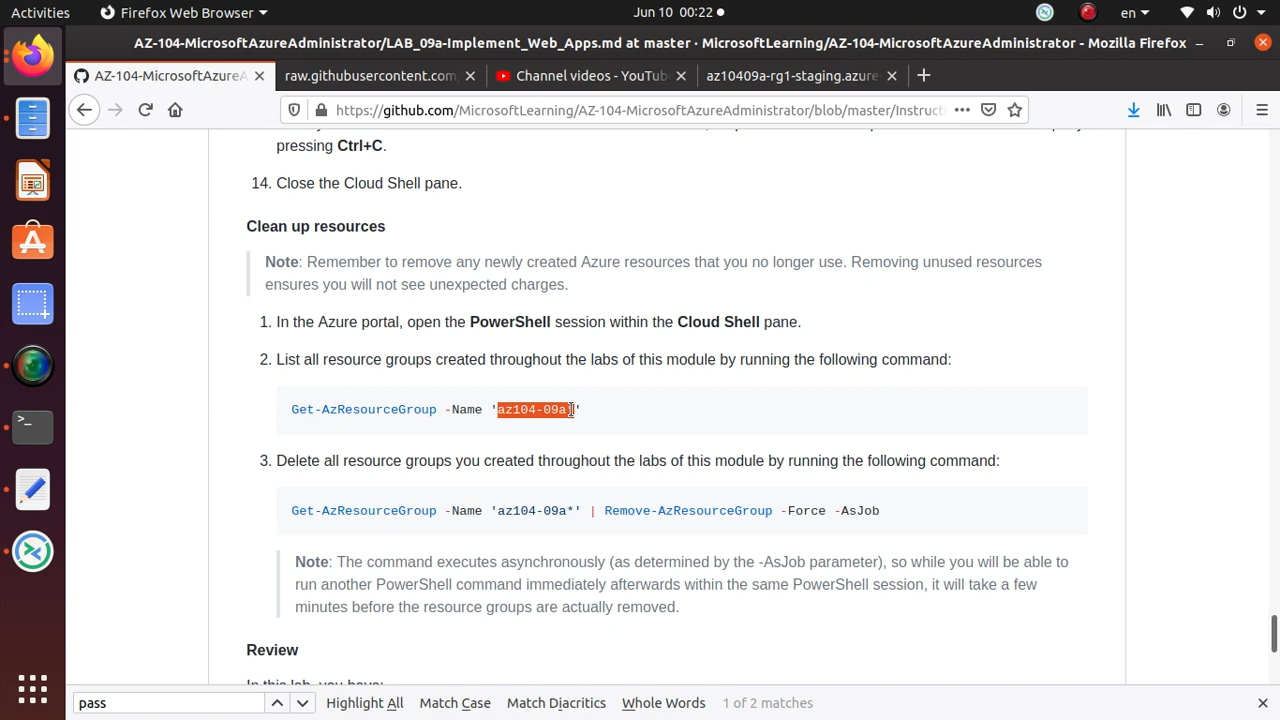 Activities
Firefox Web Browser
Jun 10 00:22
en
AZ-104-MicrosoftAzureAdministrator/LAB_09a-Implement_Web_Apps.md at master · MicrosoftLearning/AZ-104-MicrosoftAzureAdministrator - Mozilla Firefox
AZ-104-MicrosoftAzureA
raw.githubusercontent.com
Channel videos - YouTub
az10409a-rg1-staging.azure
https://github.com/MicrosoftLearning/AZ-104-MicrosoftAzureAdministrator/blob/master/Instructi
pressing Ctrl+C.
14. Close the Cloud Shell pane.
Clean up resources
Note: Remember to remove any newly created Azure resources that you no longer use. Removing unused resources
ensures you will not see unexpected charges.
1. In the Azure portal, open the PowerShell session within the Cloud Shell pane.
2. List all resource groups created throughout the labs of this module by running the following command:
Get-AzResourceGroup -Name 'az104-09a*'
3. Delete all resource groups you created throughout the labs of this module by running the following command:
Get-AzResourceGroup -Name 'az104-09a*' | Remove-AzResourceGroup -Force -AsJob
Note: The command executes asynchronously (as determined by the -AsJob parameter), so while you will be able to
run another PowerShell command immediately afterwards within the same PowerShell session, it will take a few
minutes before the resource groups are actually removed.
Review
In this lab, you have:
pass
Highlight All
Match Case
Match Diacritics
Whole Words
1 of 2 matches